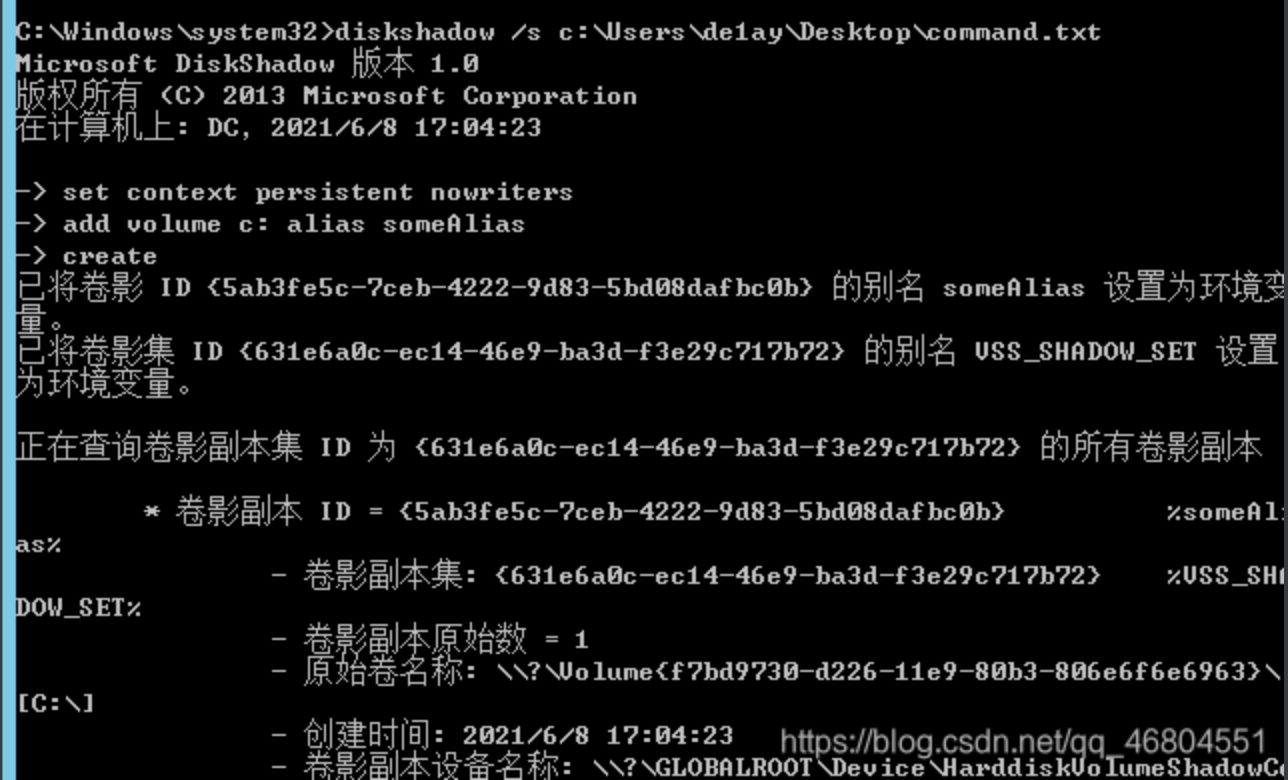 C:\Windows\system32>diskshadow /s c:\Users\de1ay\Desktop\command.txt
Microsoft DiskShadow 版本 1.0
版权所有 (C) 2013 Microsoft Corporation
在计算机上: DC, 2021/6/8 17:04:23
-> set context persistent nowriters
-> add volume c: alias someAlias
-> create
已将卷影 ID {5ab3fe5c-7ceb-4222-9d83-5bd08dafbc0b} 的别名 someAlias 设置为环境变
量。
已将卷影集 ID {631e6a0c-ec14-46e9-ba3d-f3e29c717b72} 的别名 VSS_SHADOW_SET 设置
为环境变量。
正在查询卷影副本集 ID 为 {631e6a0c-ec14-46e9-ba3d-f3e29c717b72} 的所有卷影副本
* 卷影副本 ID = {5ab3fe5c-7ceb-4222-9d83-5bd08dafbc0b} %someAli
as%
- 卷影副本集: {631e6a0c-ec14-46e9-ba3d-f3e29c717b72} %VSS_SHA
DOW_SET%
- 卷影副本原始数 = 1
- 原始卷名称: \\?\Volume{f7bd9730-d226-11e9-80b3-806e6f6e6963}\
[C:\]
- 创建时间: 2021/6/8 17:04:23
- 卷影副本设备名称: \\?\GLOBALROOT\Device\HarddiskVolumeShadowCo
https://blog.csdn.net/qq_46804551